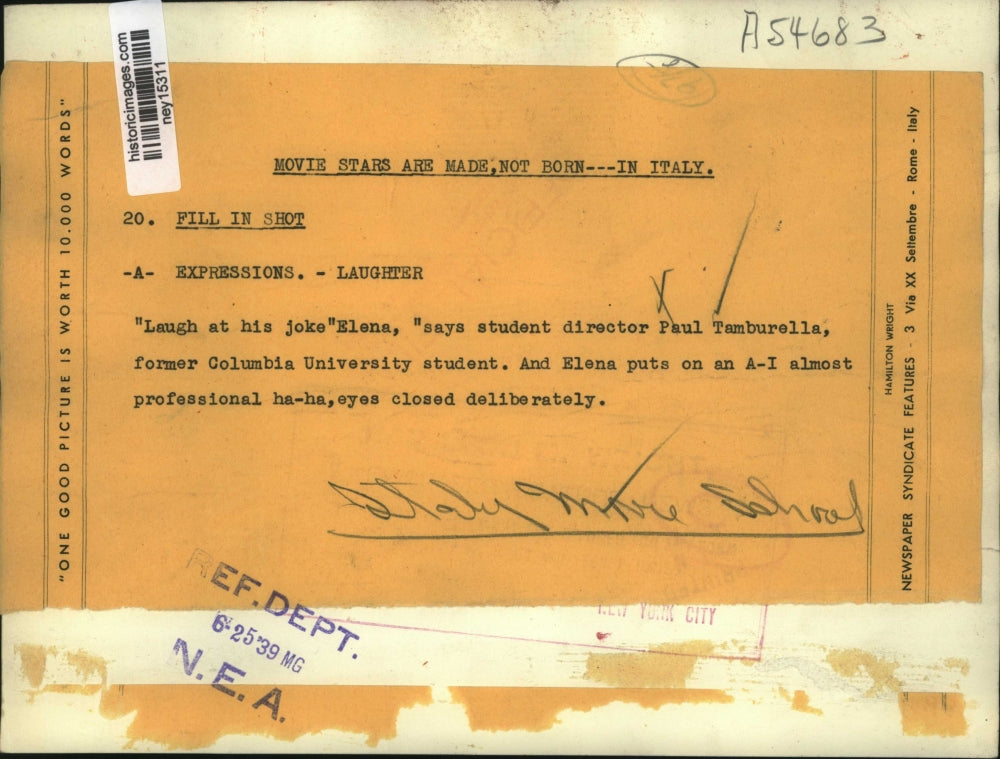 A54683
historicimages.com
ney15311
"ONE GOOD PICTURE IS WORTH 10.000 WORDS"
MOVIE STARS ARE MADE,NOT BORN---IN ITALY.
20. FILL IN SHOT
-A- EXPRESSIONS. - LAUGHTER
"Laugh at his joke"Elena, "says student director Paul Tamburella,
former Columbia University student. And Elena puts on an A-I almost
professional ha-ha,eyes closed deliberately.
Italy Movie School
HAMILTON WRIGHT
NEWSPAPER SYNDICATE FEATURES - 3 Via XX Settembre - Rome - Italy
REF.DEPT.
6-25'39 MG
N.E.A.
NEW YORK CITY